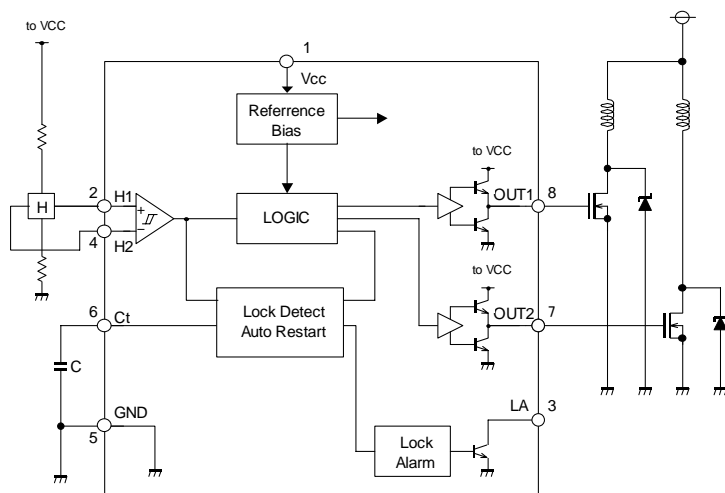 to VCC
1
Vcc
Referrence
Bias
to VCC
2
H1
H
LOGIC
OUT1
8
4
H2
to VCC
6
Ct
Lock Detect
Auto Restart
OUT2
7
C
GND
5
LA
3
Lock
Alarm
+
−